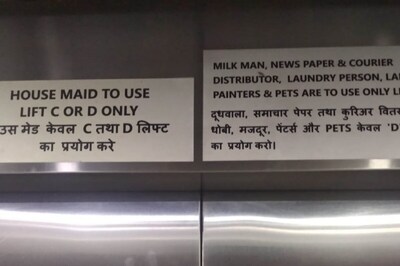 HOUSE MAID TO USE
LIFT C OR D ONLY
उस मेड केवल C तथा D लिफ्ट
का प्रयोग करे
MILK MAN, NEWS PAPER & COURIER
DISTRIBUTOR, LAUNDRY PERSON,
PAINTERS & PETS ARE TO USE ONLY
दूधवाला, समाचार पेपर तथा कुरिअर
धोबी, मजदूर, पेंटर्स और PETS केवल 'D'
का प्रयोग करो।